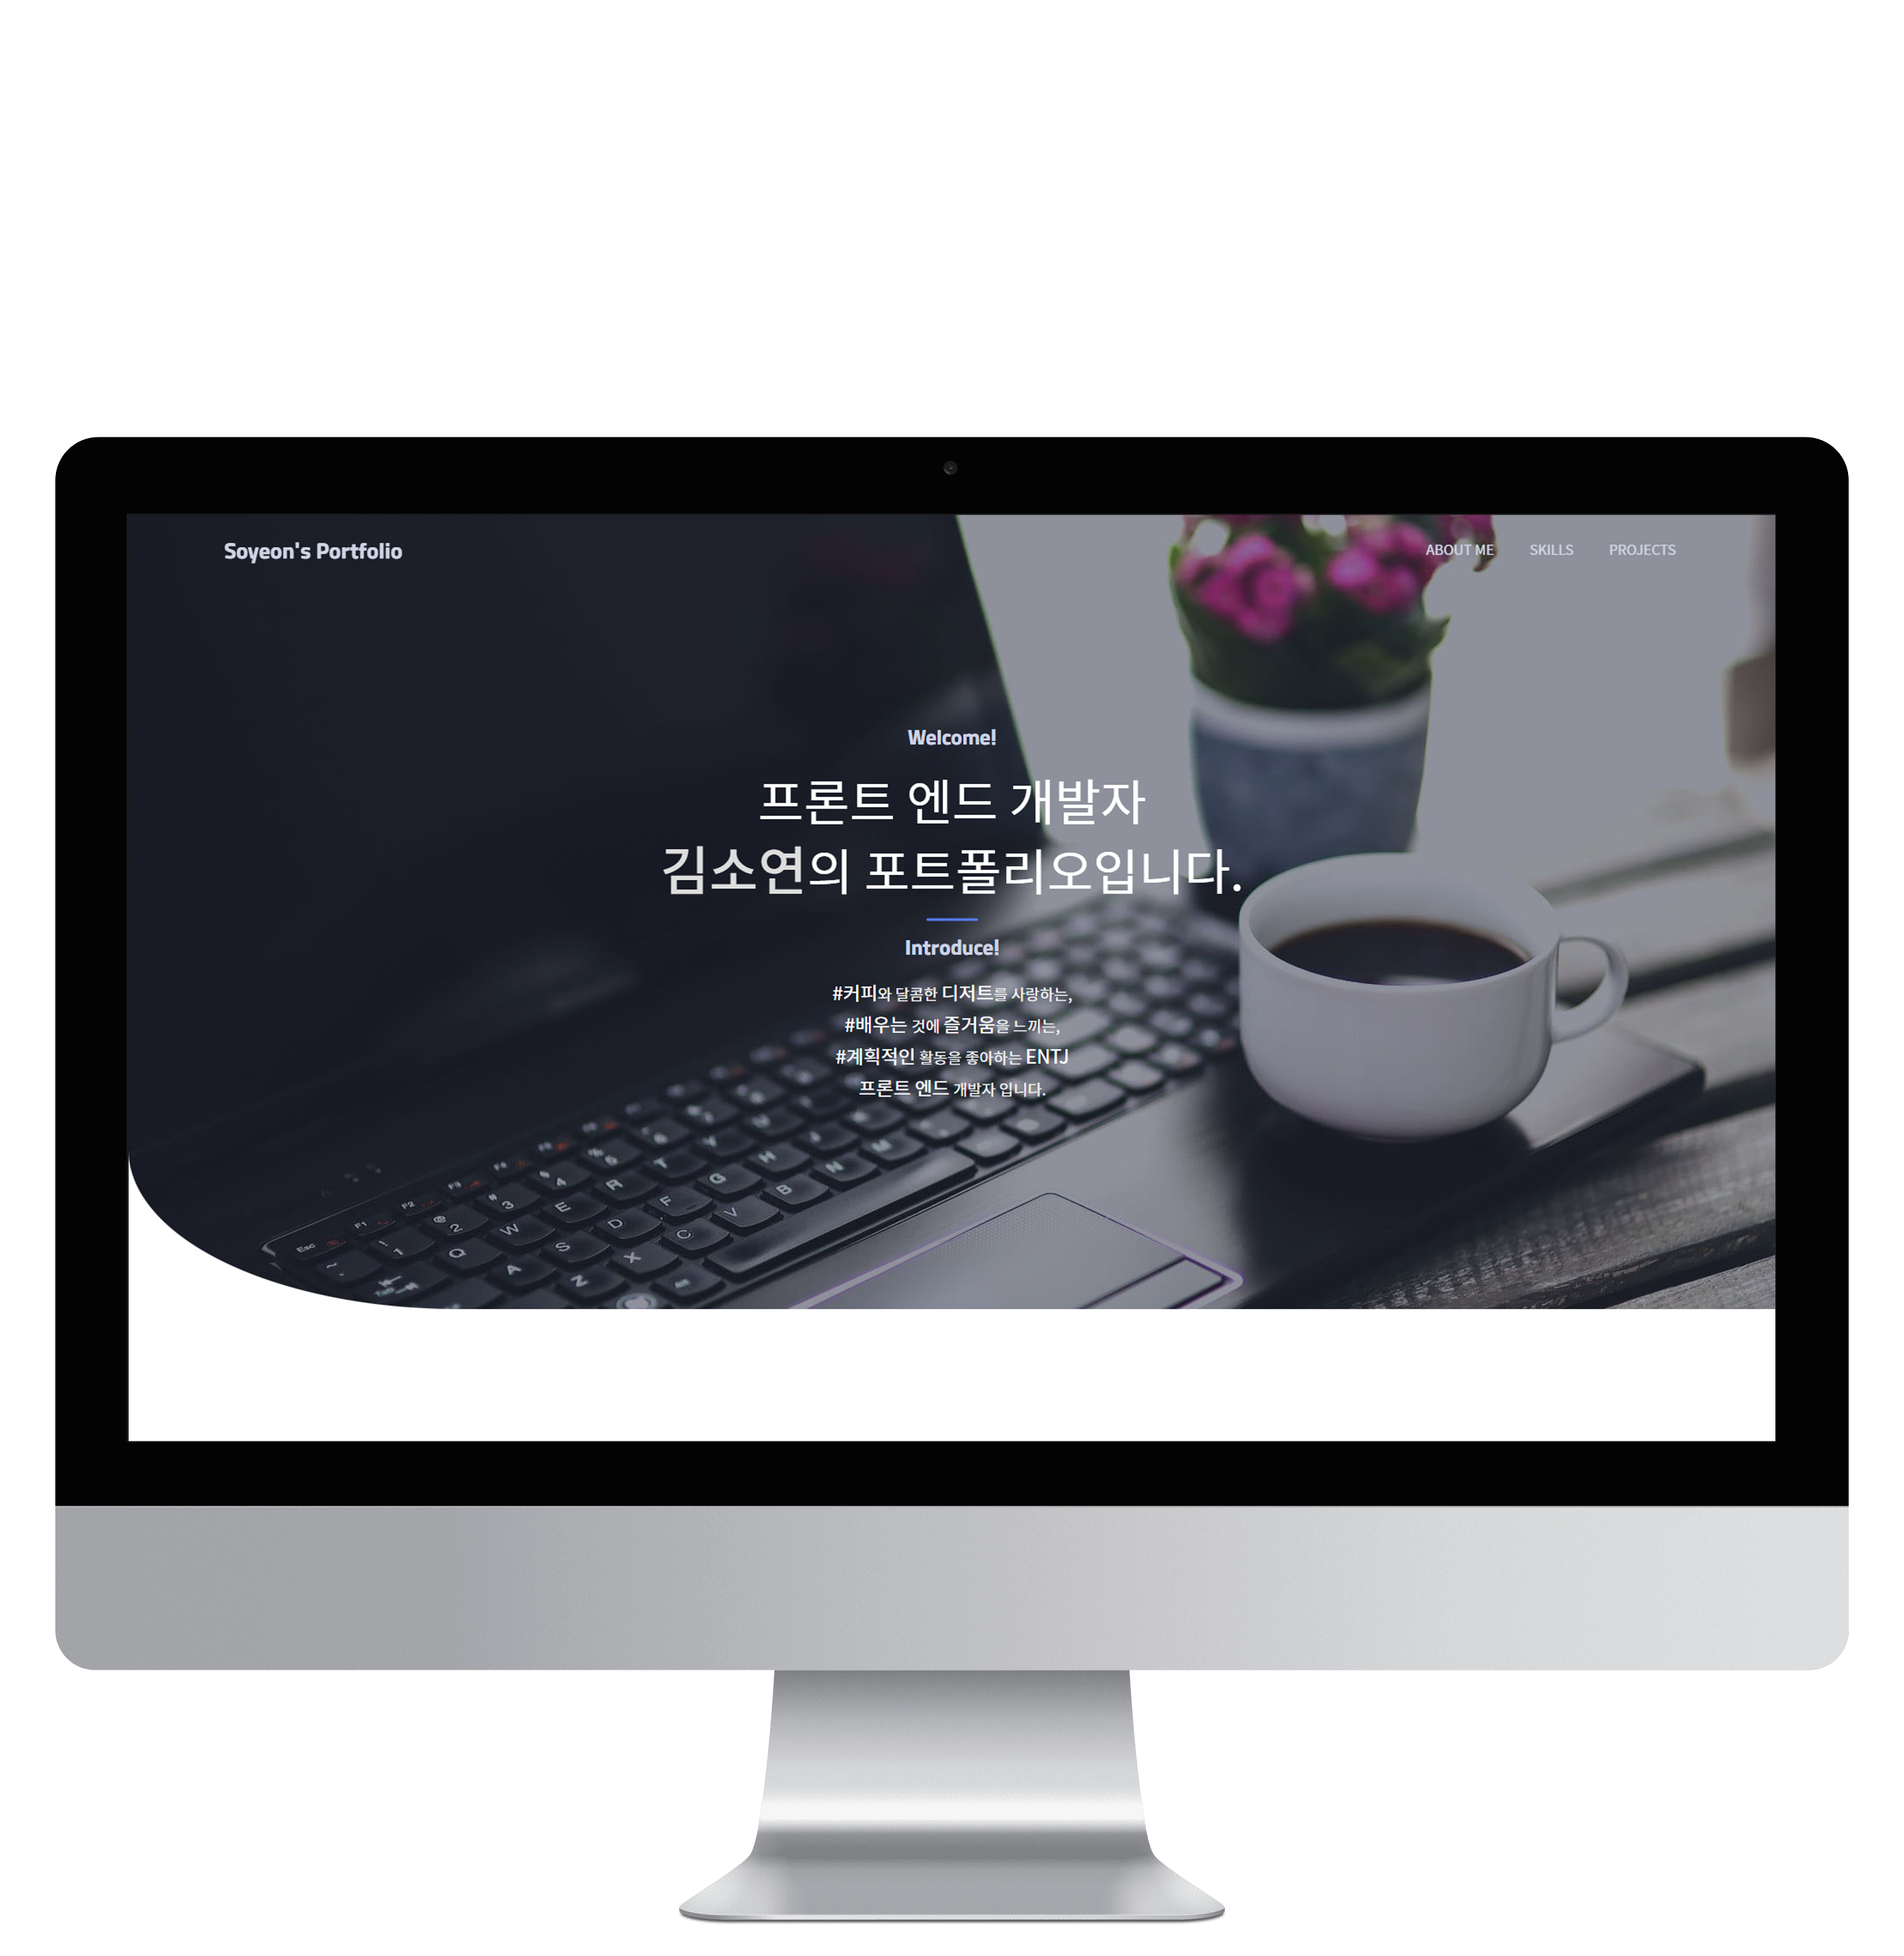 Soyeon's Portfolio
ABOUT ME SKILLS PROJECTS
Welcome!
프론트 엔드 개발자
김소연의 포트폴리오입니다.
Introduce!
#커피와 달콤한 디저트를 사랑하는,
#배우는 것에 즐거움을 느끼는,
#계획적인 활동을 좋아하는 ENTJ
프론트 엔드 개발자 입니다.